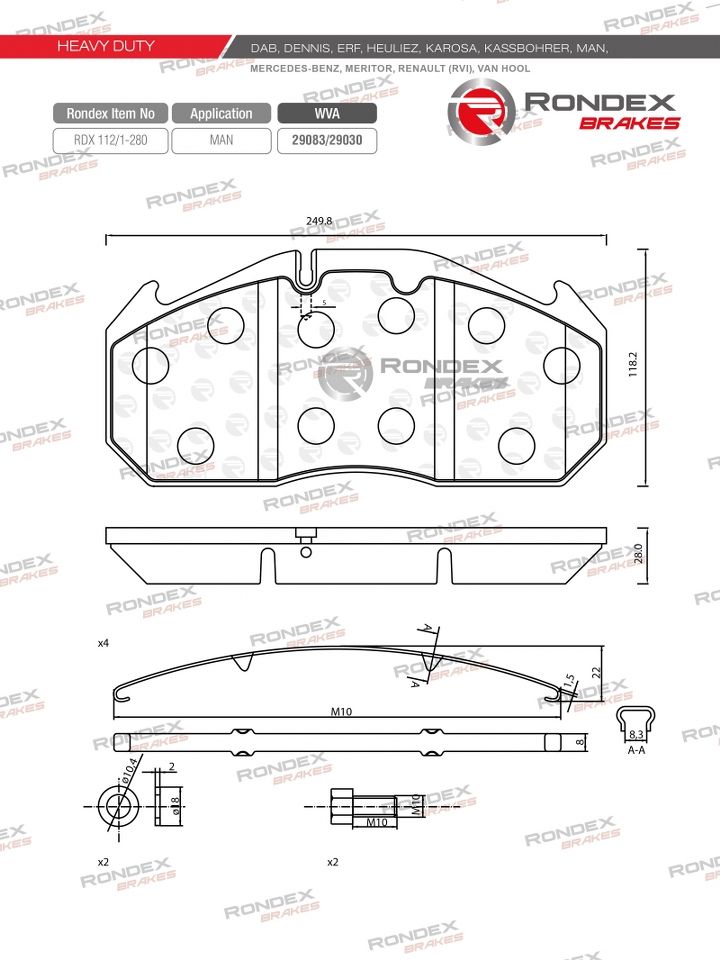 HEAVY DUTY
DAB, DENNIS, ERF, HEULIEZ, KAROSA, KASSBOHRER, MAN,
MERCEDES-BENZ, MERITOR, RENAULT (RVI), VAN HOOL
Rondex Item No Application WVA
RDX 112/1-280 MAN 29083/29030
RONDEX
BRAKES
249.8
5
118.2
RONDEX
BRAKES
28.0
x4
A
A
1,5
22
M10
8
8,3
A-A
ø10,4
2
ø18
M10
M10
x2
x2